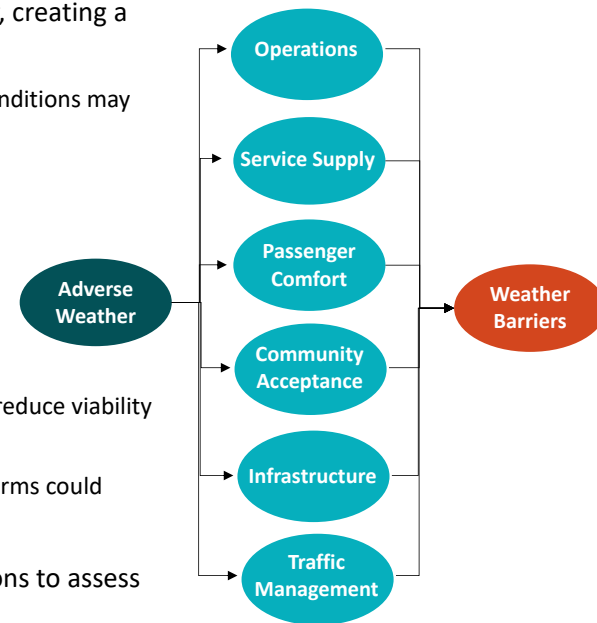 , creating a
nditions may
reduce viability
rms could
ons to assess
Operations
Service Supply
Passenger
Comfort
Adverse
Weather
Weather
Barriers
Community
Acceptance
Infrastructure
Traffic
Management